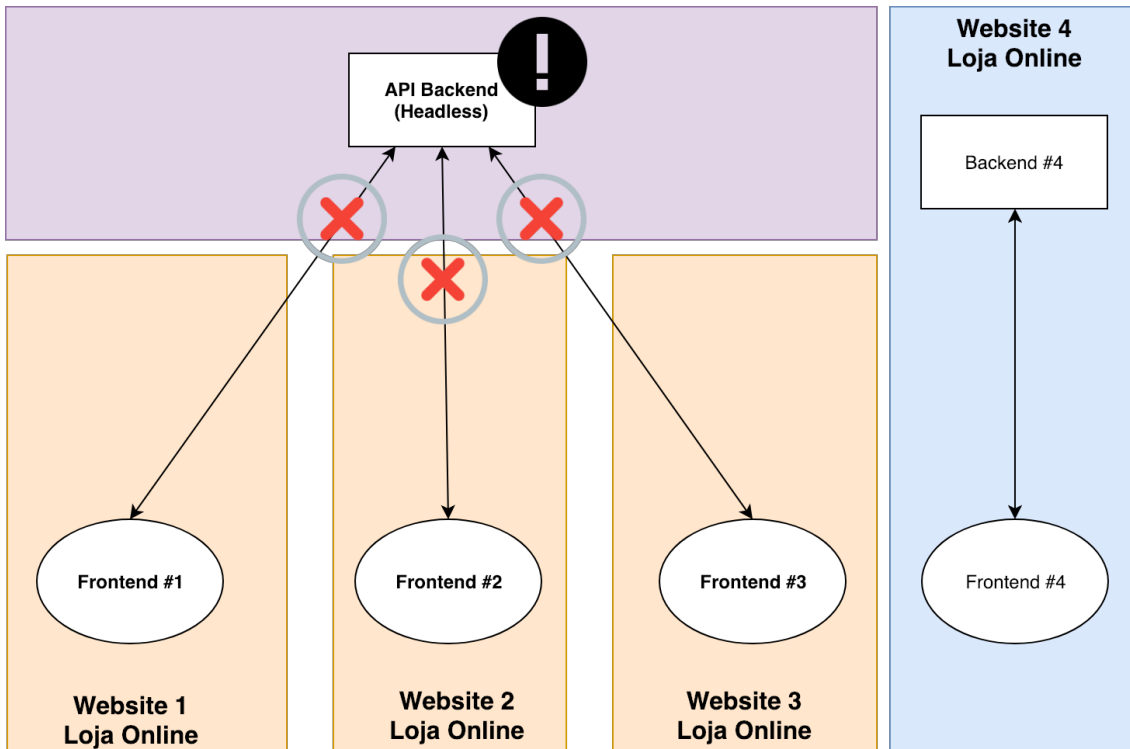 API Backend
(Headless)
Website 4
Loja Online
Backend #4
Frontend #1
Frontend #2
Frontend #3
Frontend #4
Website 1
Loja Online
Website 2
Loja Online
Website 3
Loja Online